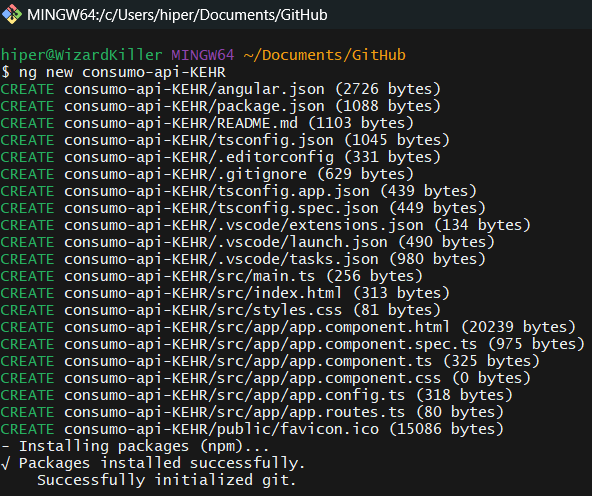 MINGW64:/c/Users/hiper/Documents/GitHub
hiper@WizardKiller MINGW64 ~/Documents/GitHub
$ ng new consumo-api-KEHR
CREATE consumo-api-KEHR/angular.json (2726 bytes)
CREATE consumo-api-KEHR/package.json (1088 bytes)
CREATE consumo-api-KEHR/README.md (1103 bytes)
CREATE consumo-api-KEHR/tsconfig.json (1045 bytes)
CREATE consumo-api-KEHR/.editorconfig (331 bytes)
CREATE consumo-api-KEHR/.gitignore (629 bytes)
CREATE consumo-api-KEHR/tsconfig.app.json (439 bytes)
CREATE consumo-api-KEHR/tsconfig.spec.json (449 bytes)
CREATE consumo-api-KEHR/.vscode/extensions.json (134 bytes)
CREATE consumo-api-KEHR/.vscode/launch.json (490 bytes)
CREATE consumo-api-KEHR/.vscode/tasks.json (980 bytes)
CREATE consumo-api-KEHR/src/main.ts (256 bytes)
CREATE consumo-api-KEHR/src/index.html (313 bytes)
CREATE consumo-api-KEHR/src/styles.css (81 bytes)
CREATE consumo-api-KEHR/src/app/app.component.html (20239 bytes)
CREATE consumo-api-KEHR/src/app/app.component.spec.ts (975 bytes)
CREATE consumo-api-KEHR/src/app/app.component.ts (325 bytes)
CREATE consumo-api-KEHR/src/app/app.component.css (0 bytes)
CREATE consumo-api-KEHR/src/app/app.config.ts (318 bytes)
CREATE consumo-api-KEHR/src/app/app.routes.ts (80 bytes)
CREATE consumo-api-KEHR/public/favicon.ico (15086 bytes)
- Installing packages (npm)...
√ Packages installed successfully.
    Successfully initialized git.